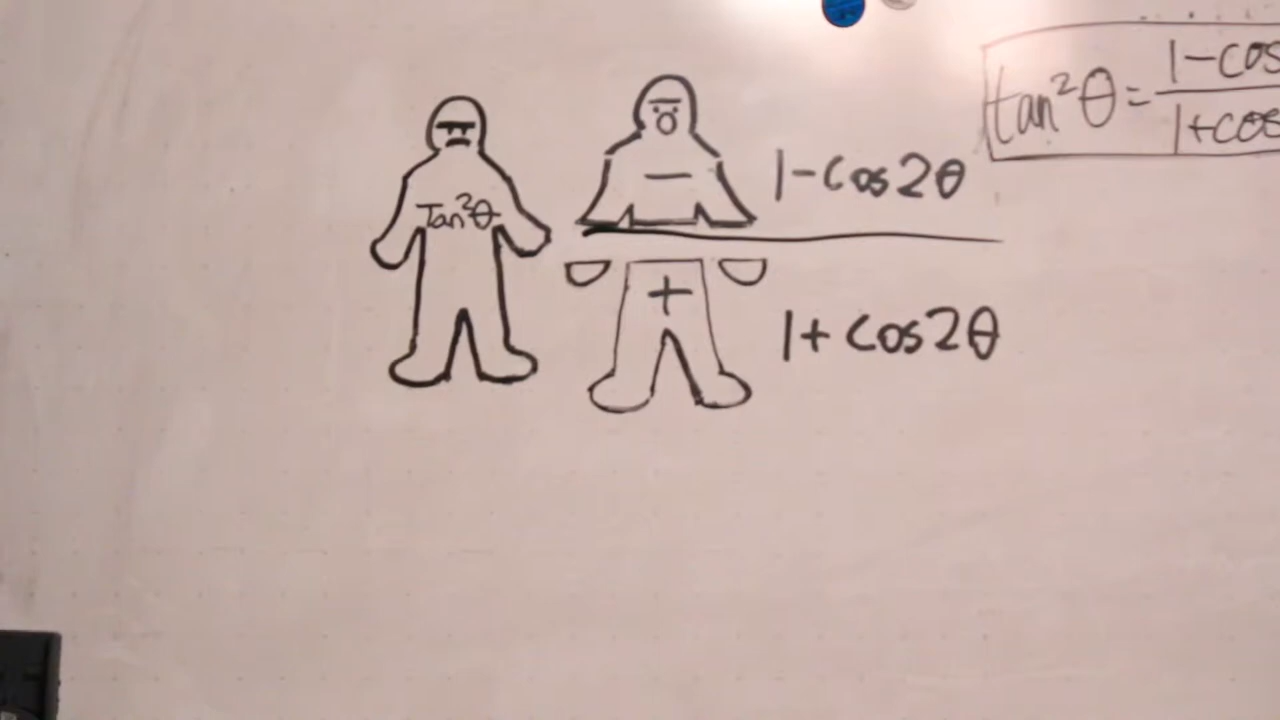 Tan²θ
−
1-cos2θ
+
1+cos2θ
tan²θ=
1-cos
1+cos